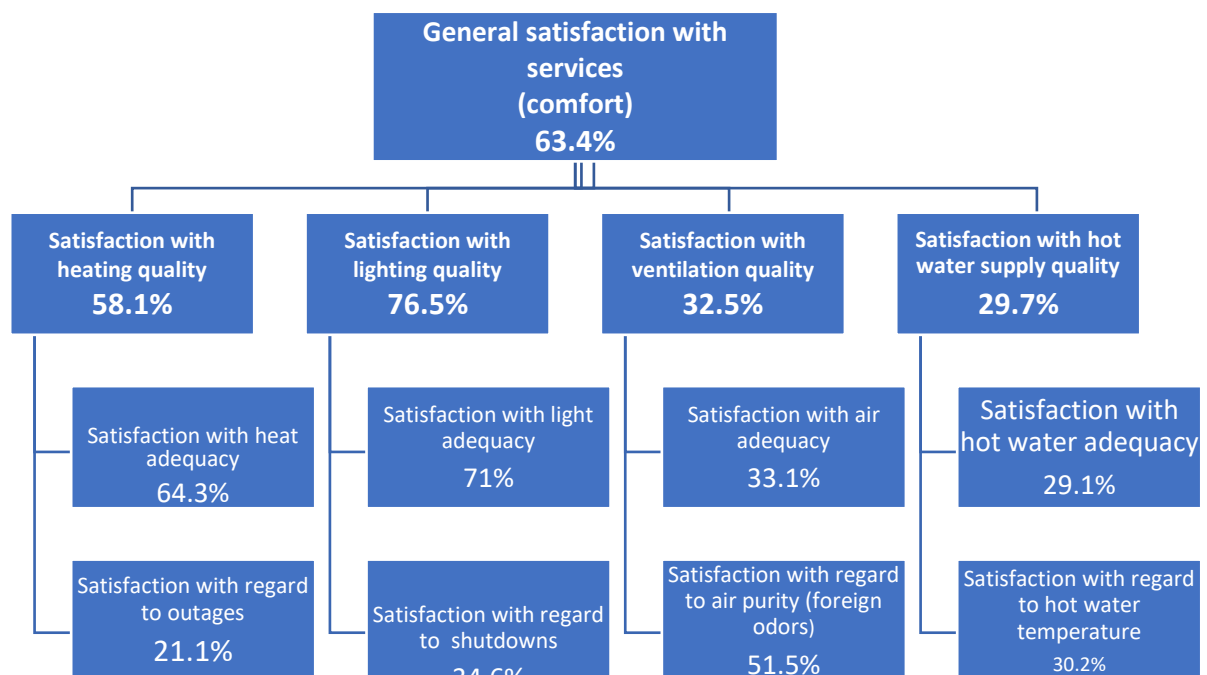 General satisfaction with
services
(comfort)
63.4%
Satisfaction with
heating quality
58.1%
Satisfaction with
lighting quality
76.5%
Satisfaction with
ventilation quality
32.5%
Satisfaction with hot
water supply quality
29.7%
Satisfaction with heat
adequacy
64.3%
Satisfaction with light
adequacy
71%
Satisfaction with air
adequacy
33.1%
Satisfaction with
hot water adequacy
29.1%
Satisfaction with regard
to outages
21.1%
Satisfaction with regard
to shutdowns
Satisfaction with regard
to air purity (foreign
odors)
51.5%
Satisfaction with regard
to hot water
temperature
30.2%